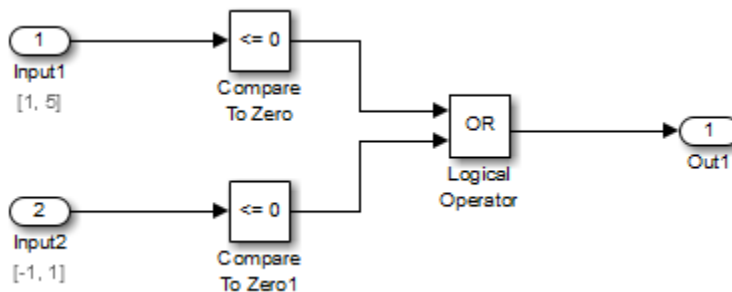 1
Input1
[1, 5]
<= 0
Compare
To Zero
OR
Logical
Operator
1
Out1
2
Input2
[-1, 1]
<= 0
Compare
To Zero1